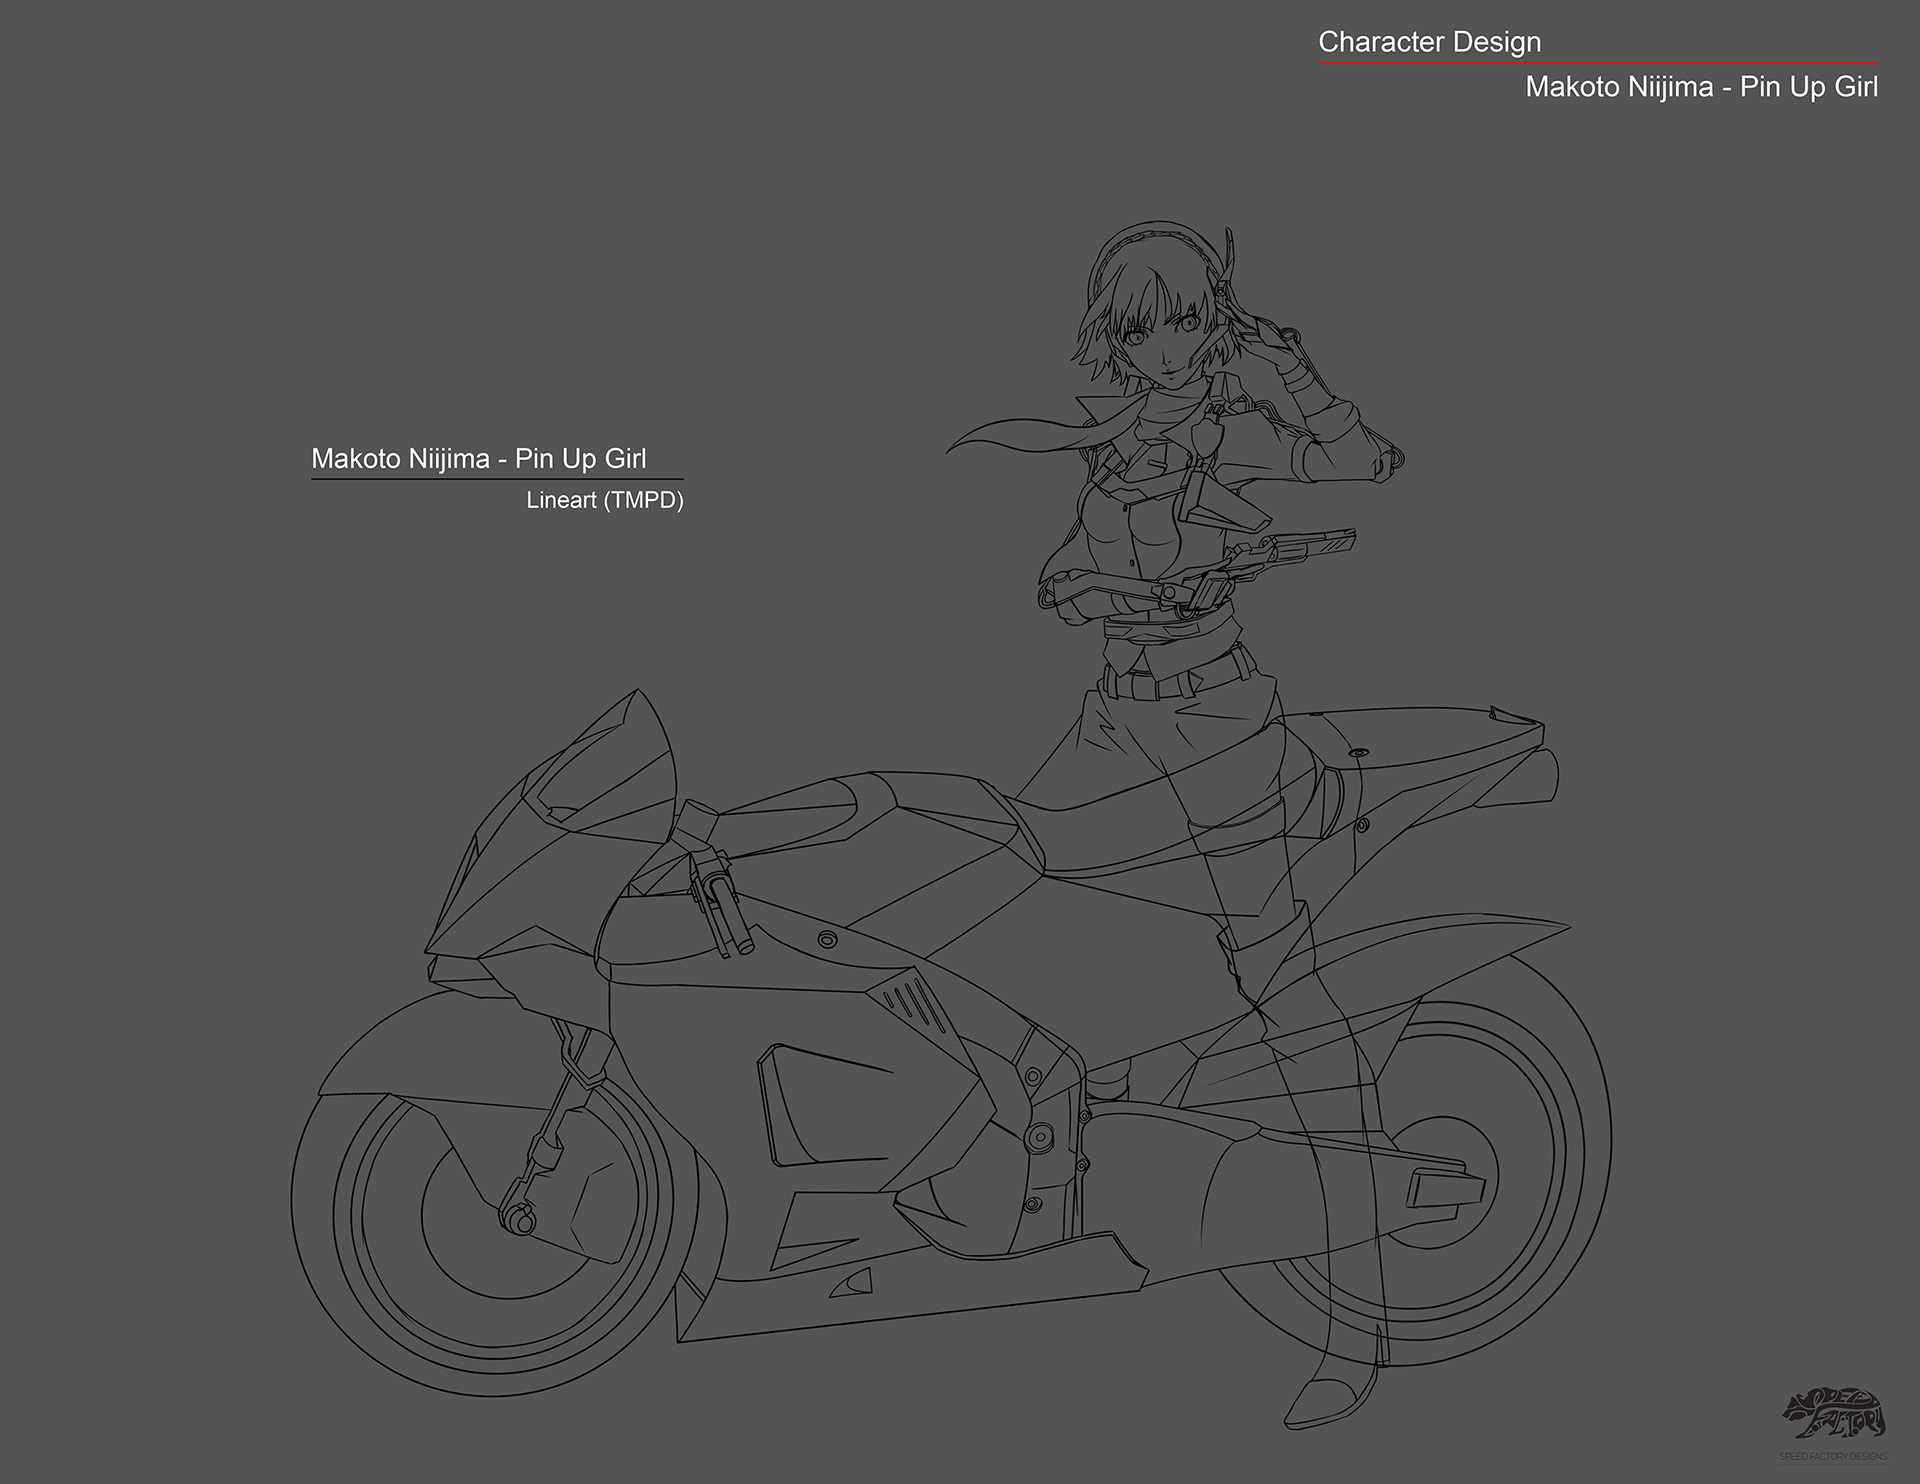 Character Design
Makoto Niijima - Pin Up Girl
Makoto Niijima - Pin Up Girl
Lineart (TMPD)
SPEED FACTORY
SPEED FACTORY DESIGNS